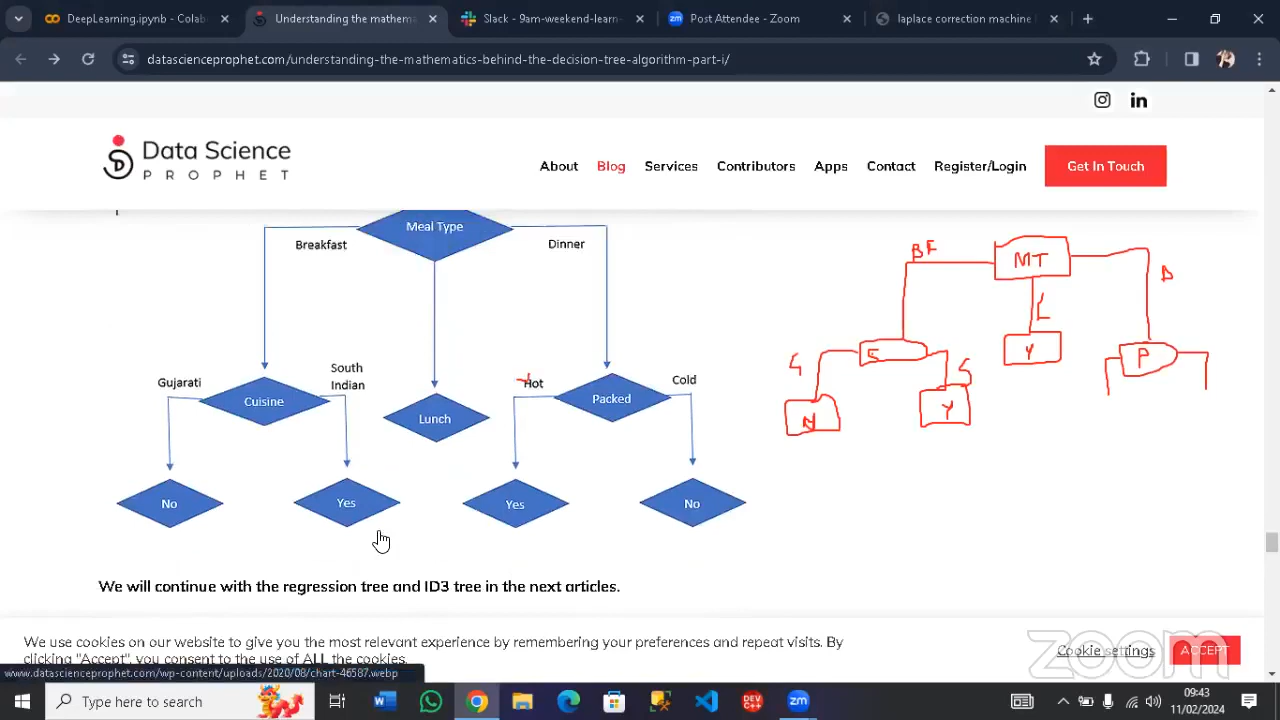 DeepLearning.ipynb - Colab
Understanding the mathema
Slack - 9am-weekend-learn-
Post Attendee - Zoom
laplace correction machine
datascienceprophet.com/understanding-the-mathematics-behind-the-decision-tree-algorithm-part-i/
Data Science
PROPHET
About
Blog
Services
Contributors
Apps
Contact
Register/Login
Get In Touch
Meal Type
Breakfast
Dinner
Gujarati
South
Indian
Hot
Cold
Cuisine
Lunch
Packed
No
Yes
Yes
No
BF
MT
D
L
Y
P
G
S
N
Y
We will continue with the regression tree and ID3 tree in the next articles.
We use cookies on our website to give you the most relevant experience by remembering your preferences and repeat visits. By
clicking "Accept", you consent to the use of ALL the cookies.
Cookie settings
ACCEPT
zoom
www.datascienceprophet.com/wp-content/uploads/2020/08/chart-46587.webp
Type here to search
DEV
C++
zm
09:43
11/02/2024